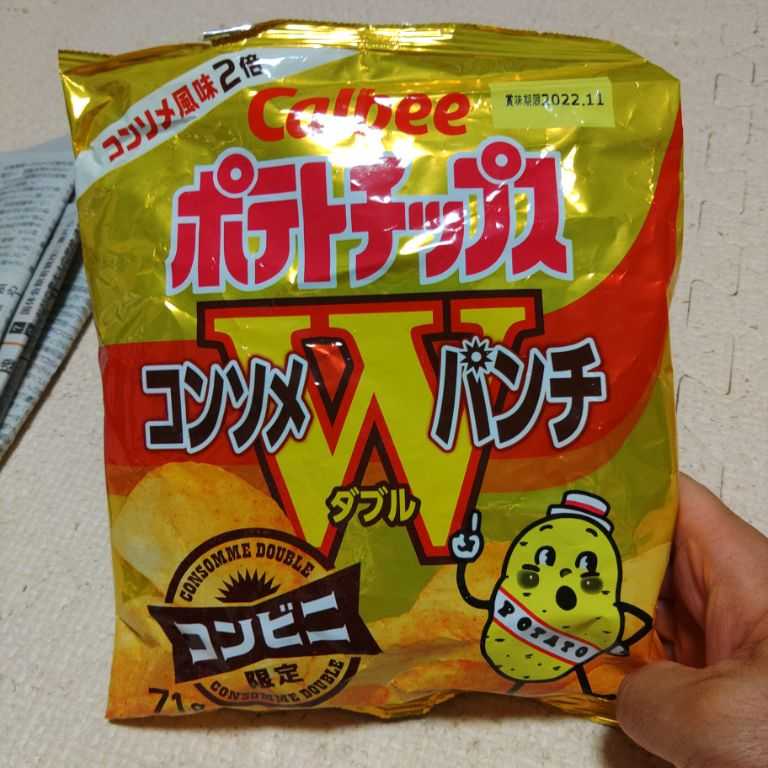 コンソメ風味2倍
Calbee
賞味期限2022.11
ポテトチップス
コンソメ W パンチ
ダブル
CONSOMME DOUBLE
コンビニ
限定
CONSOMME DOUBLE
POTATO
71g